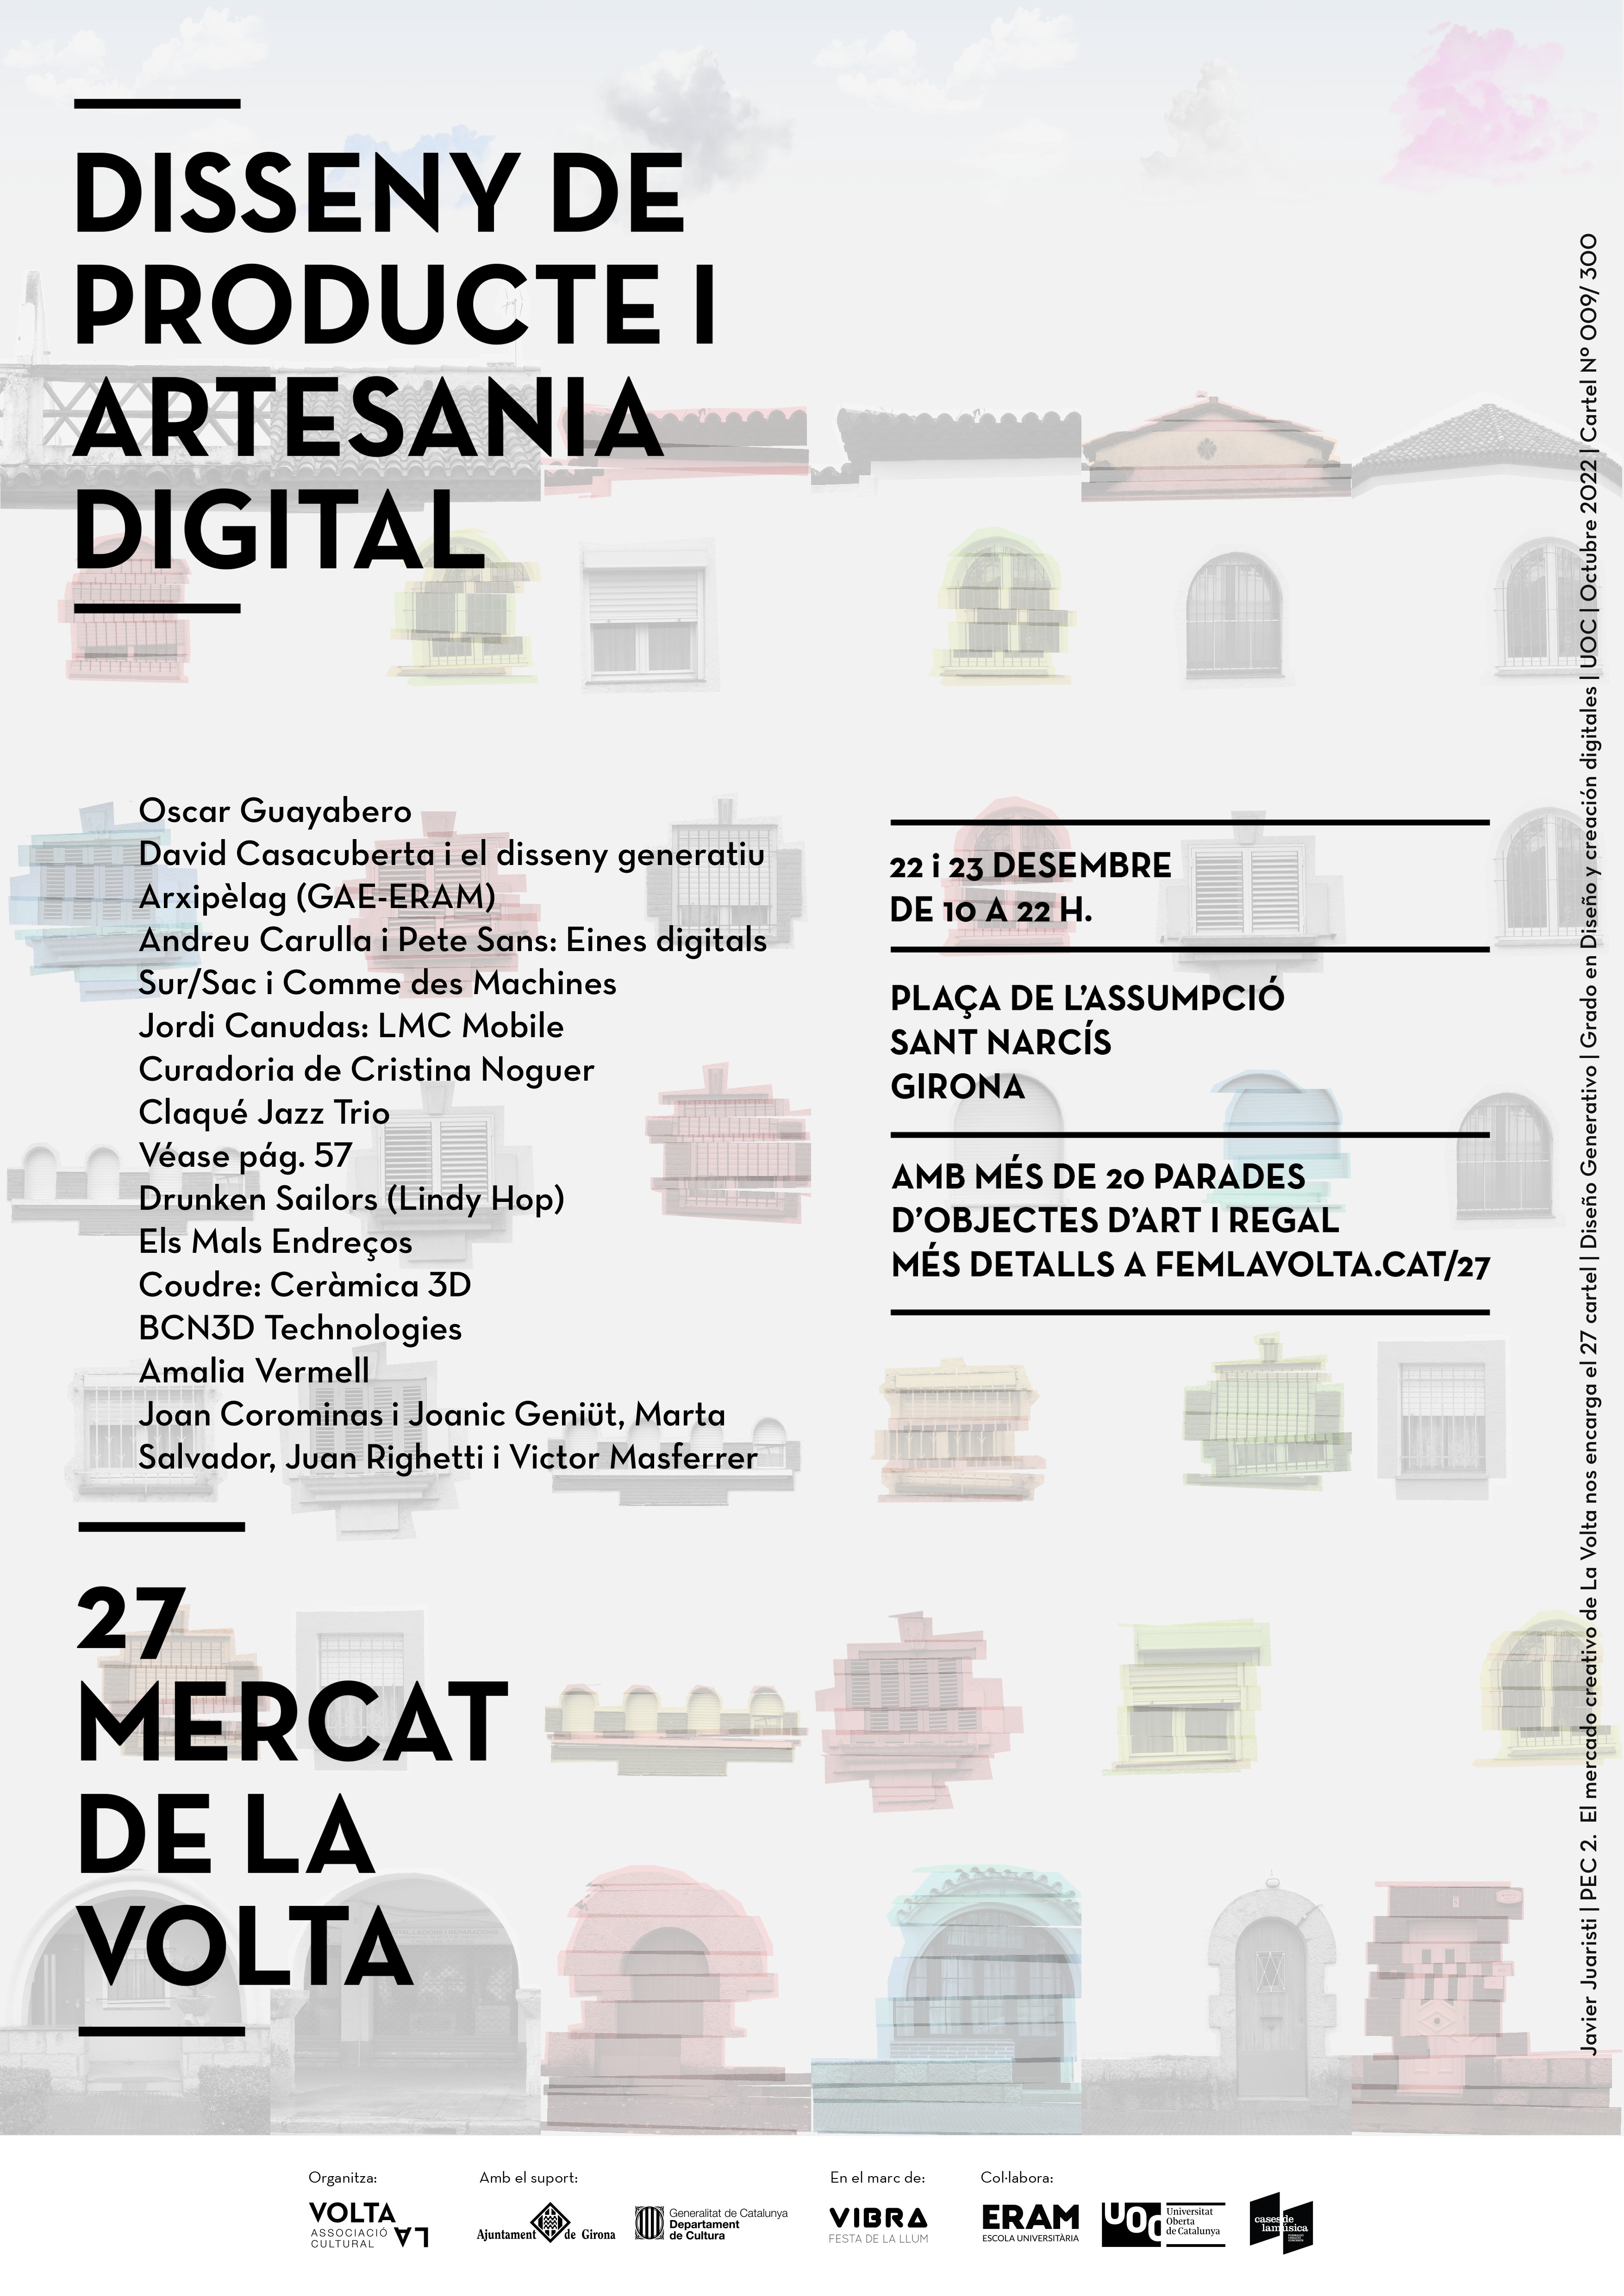 DISSENY DE
PRODUCTE I
ARTESANIA
DIGITAL
Oscar Guayabero
David Casacuberta i el disseny generatiu
Arxipèlag (GAE-ERAM)
Andreu Carulla i Pete Sans: Eines digitals
Sur/Sac i Comme des Machines
Jordi Canudas: LMC Mobile
Curadoria de Cristina Noguer
Claqué Jazz Trio
Véase pág. 57
Drunken Sailors (Lindy Hop)
Els Mals Endreços
Coudre: Ceràmica 3D
BCN3D Technologies
Amalia Vermell
Joan Corominas i Joanic Geniüt, Marta
Salvador, Juan Righetti i Victor Masferrer
22 i 23 DESEMBRE
DE 10 A 22 H.
PLAÇA DE L’ASSUMPCIÓ
SANT NARCÍS
GIRONA
AMB MÉS DE 20 PARADES
D’OBJECTES D’ART I REGAL
MÉS DETALLS A FEMLAVOLTA.CAT/27
27
MERCAT
DE LA
VOLTA
Javier Juaristi | PEC 2. El mercado creativo de La Volta nos encarga el 27 cartel | Diseño Generativo | Grado en Diseño y creación digitales | UOC | Octubre 2022 | Cartel Nº 009/ 300
Organitza:
VOLTA
ASSOCIACIÓ
CULTURAL
LA
Amb el suport:
Ajuntament de Girona
Generalitat de Catalunya
Departament
de Cultura
En el marc de:
VIBRA
FESTA DE LA LLUM
Col·labora:
ERAM
ESCOLA UNIVERSITÀRIA
UOC
Universitat
Oberta
de Catalunya
cases de
la música